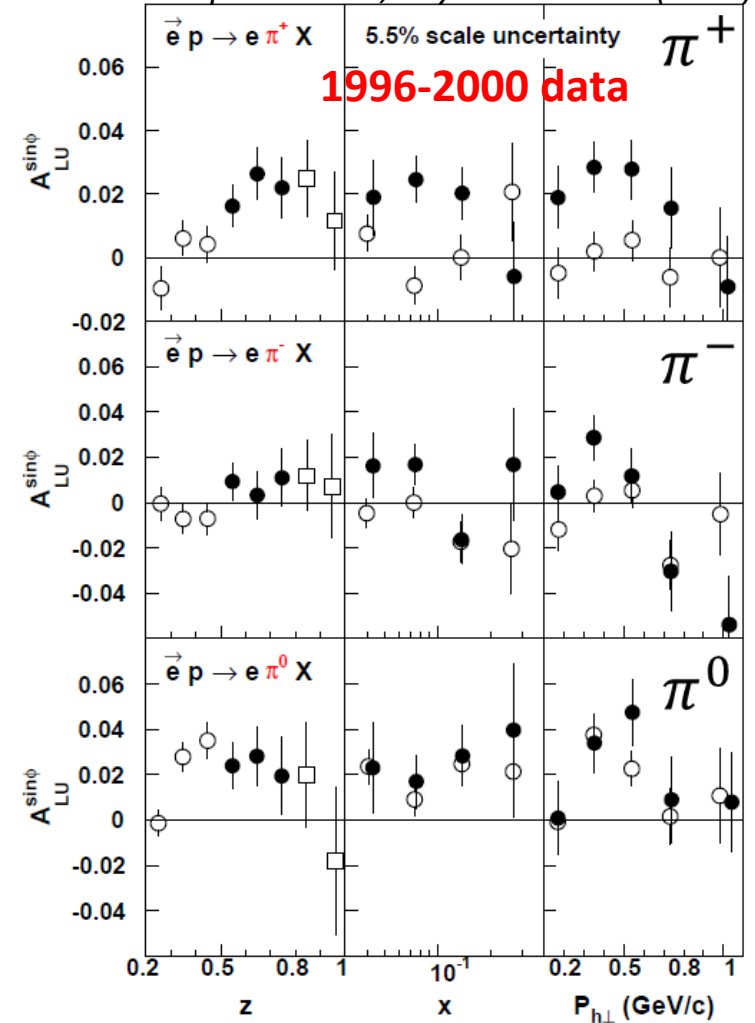 e⃗ p → e π⁺ X 5.5% scale uncertainty π⁺
1996-2000 data
A_LU^sinϕ
0.06
0.04
0.02
0
-0.02
e⃗ p → e π⁻ X π⁻
A_LU^sinϕ
0.06
0.04
0.02
0
-0.02
-0.04
e⃗ p → e π⁰ X π⁰
A_LU^sinϕ
0.06
0.04
0.02
0
-0.02
-0.04
0.2 0.5 0.8 1 10⁻¹ 0.2 0.5 0.8 1
z x P_h⊥ (GeV/c)